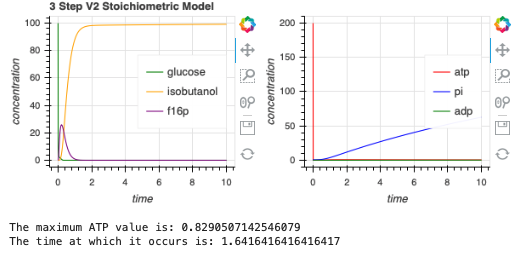 3 Step V2 Stoichiometric Model
100
80
60
40
20
0
concentration
glucose
isobutanol
f16p
0 2 4 6 8 10
time
200
150
100
50
0
concentration
atp
pi
adp
0 2 4 6 8 10
time
The maximum ATP value is: 0.8290507142546079
The time at which it occurs is: 1.6416416416416417